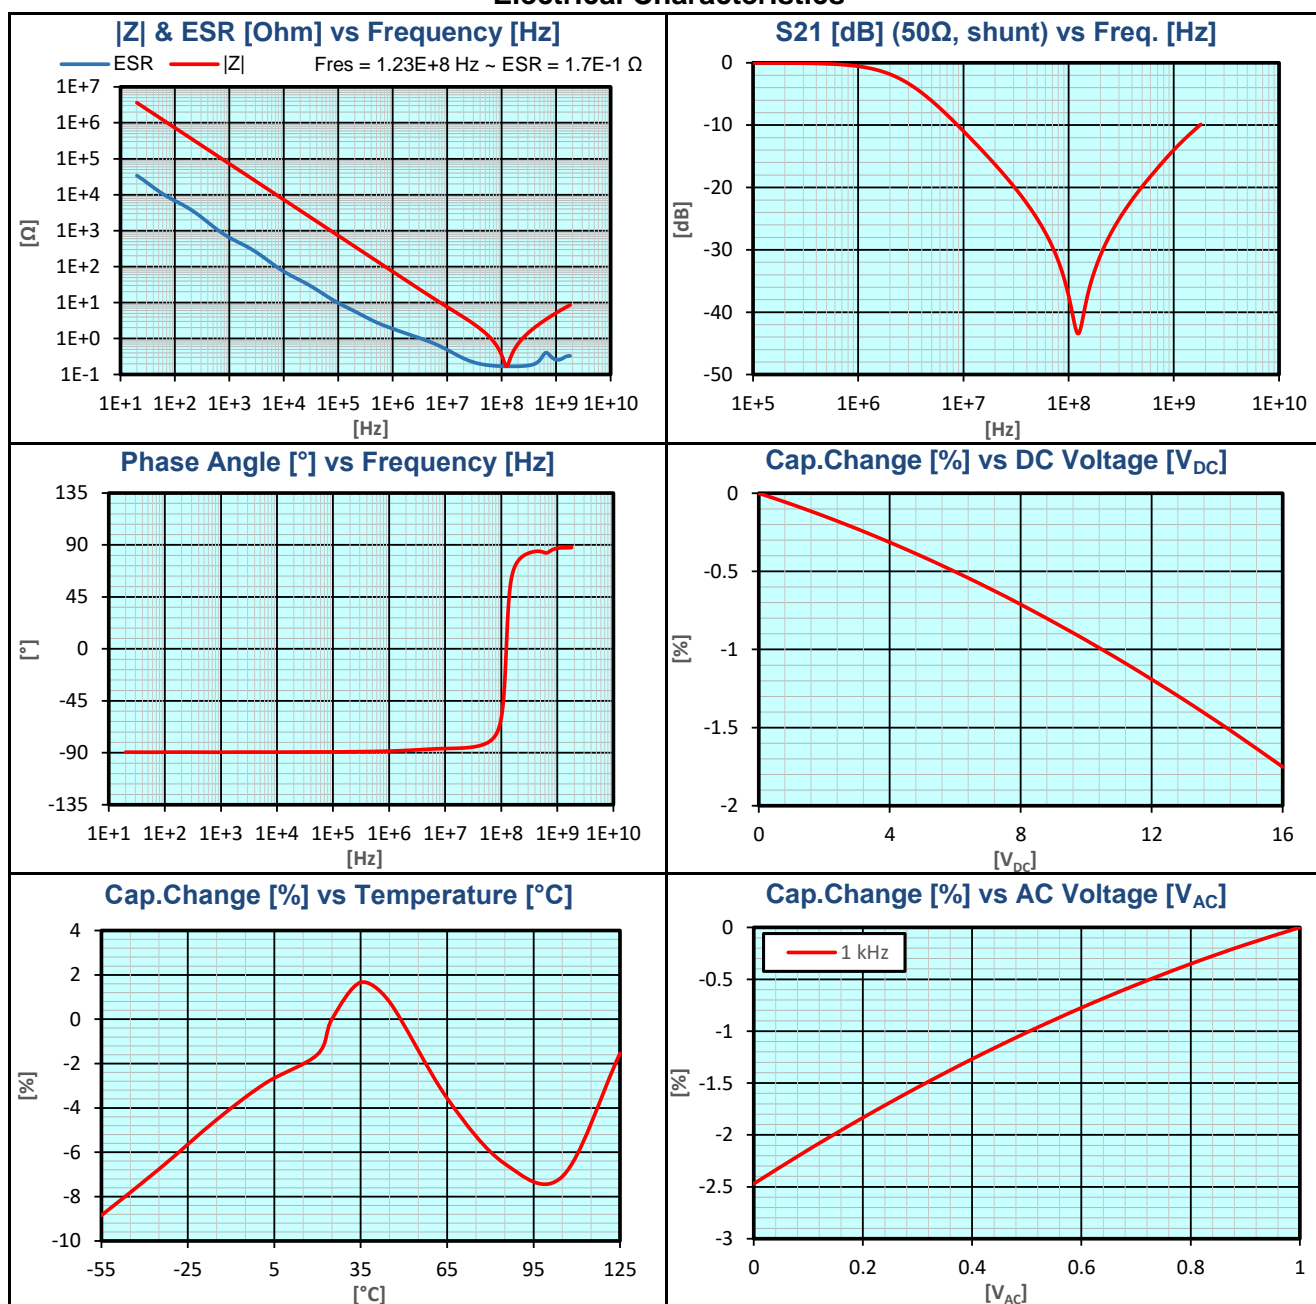 Electrical Characteristics
|Z| & ESR [Ohm] vs Frequency [Hz]
ESR |Z| Fres = 1.23E+8 Hz ~ ESR = 1.7E-1 Ω
1E+7
1E+6
1E+5
1E+4
1E+3
1E+2
1E+1
1E+0
1E-1
[Ω]
1E+1 1E+2 1E+3 1E+4 1E+5 1E+6 1E+7 1E+8 1E+9 1E+10
[Hz]
S21 [dB] (50Ω, shunt) vs Freq. [Hz]
0
-10
-20
-30
-40
-50
[dB]
1E+5 1E+6 1E+7 1E+8 1E+9 1E+10
[Hz]
Phase Angle [°] vs Frequency [Hz]
135
90
45
0
-45
-90
-135
[°]
1E+1 1E+2 1E+3 1E+4 1E+5 1E+6 1E+7 1E+8 1E+9 1E+10
[Hz]
Cap.Change [%] vs DC Voltage [VDC]
0
-0.5
-1
-1.5
-2
[%]
0 4 8 12 16
[VDC]
Cap.Change [%] vs Temperature [°C]
4
2
0
-2
-4
-6
-8
-10
[%]
-55 -25 5 35 65 95 125
[°C]
Cap.Change [%] vs AC Voltage [VAC]
1 kHz
0
-0.5
-1
-1.5
-2
-2.5
-3
[%]
0 0.2 0.4 0.6 0.8 1
[VAC]